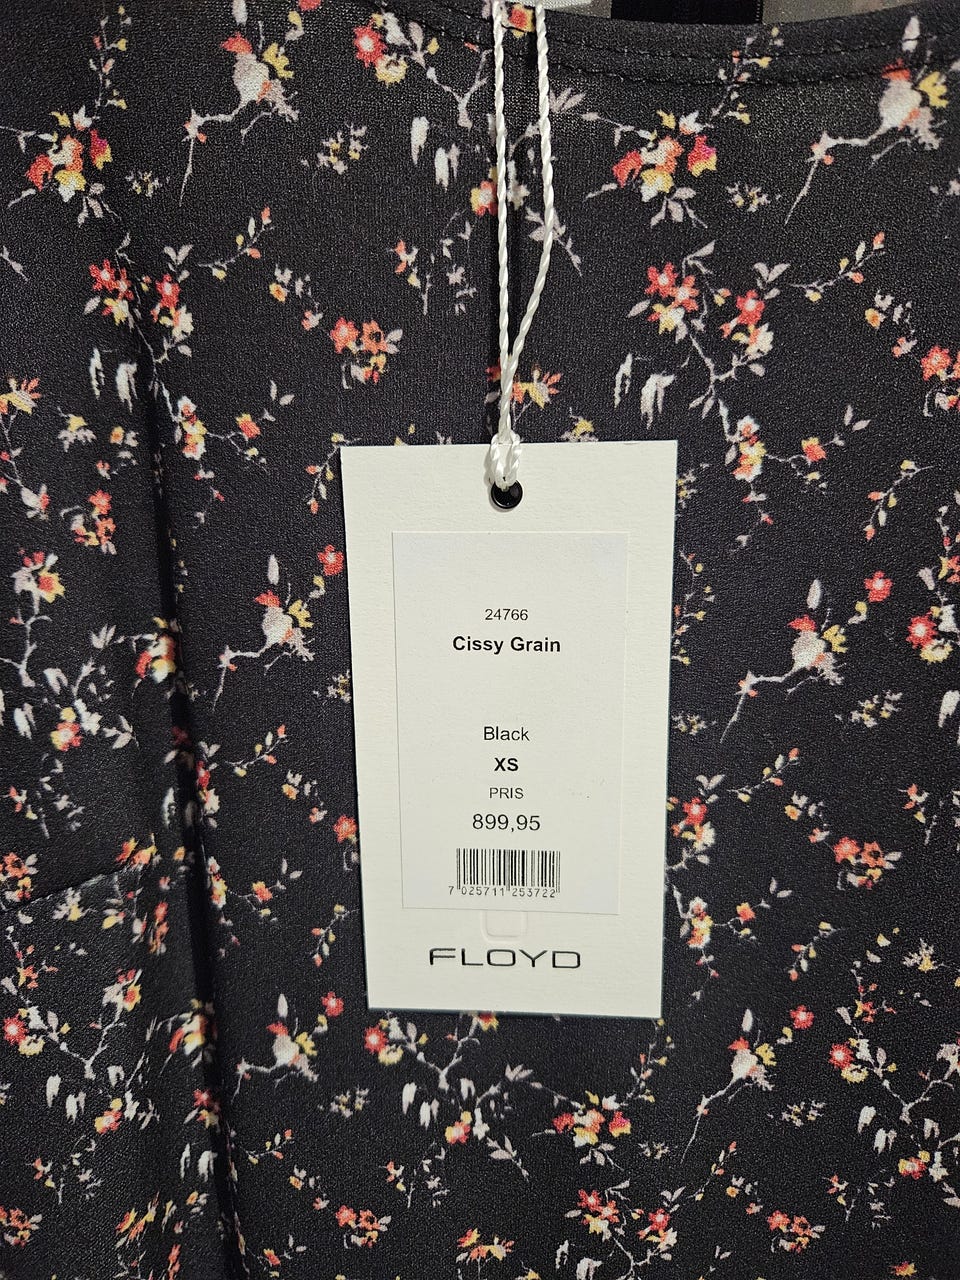 24766
Cissy Grain
Black
XS
PRIS
899,95
7 025711 253722
FLOYD